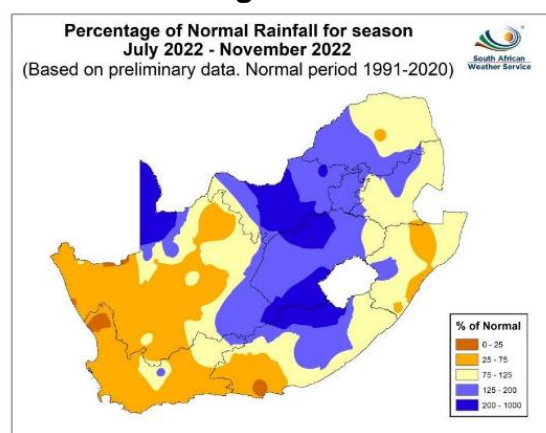 Percentage of Normal Rainfall for season
July 2022 - November 2022
(Based on preliminary data. Normal period 1991-2020)
South African
Weather Service
% of Normal
0 - 25
25 - 75
75 - 125
125 - 200
200 - 1000